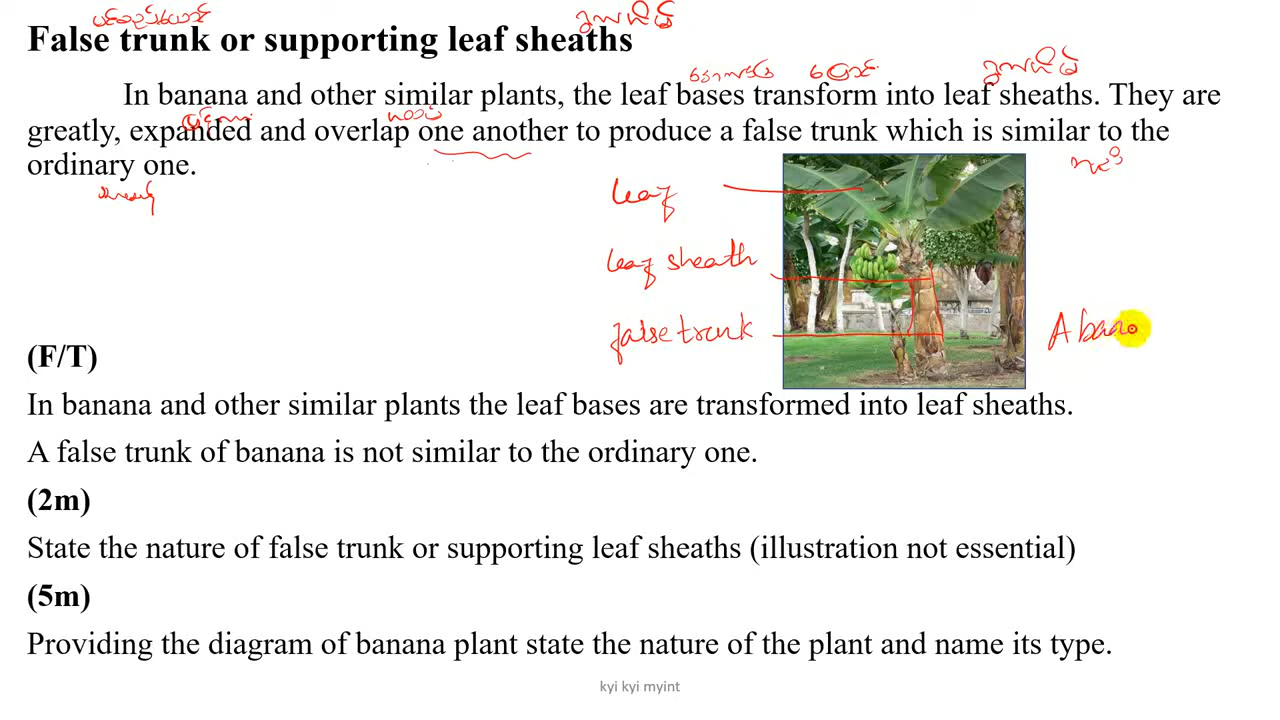 False trunk or supporting leaf sheaths
In banana and other similar plants, the leaf bases transform into leaf sheaths. They are
greatly, expanded and overlap one another to produce a false trunk which is similar to the
ordinary one.
leaf
leaf sheath
false trunk
A bana
(F/T)
In banana and other similar plants the leaf bases are transformed into leaf sheaths.
A false trunk of banana is not similar to the ordinary one.
(2m)
State the nature of false trunk or supporting leaf sheaths (illustration not essential)
(5m)
Providing the diagram of banana plant state the nature of the plant and name its type.
kyi kyi myint